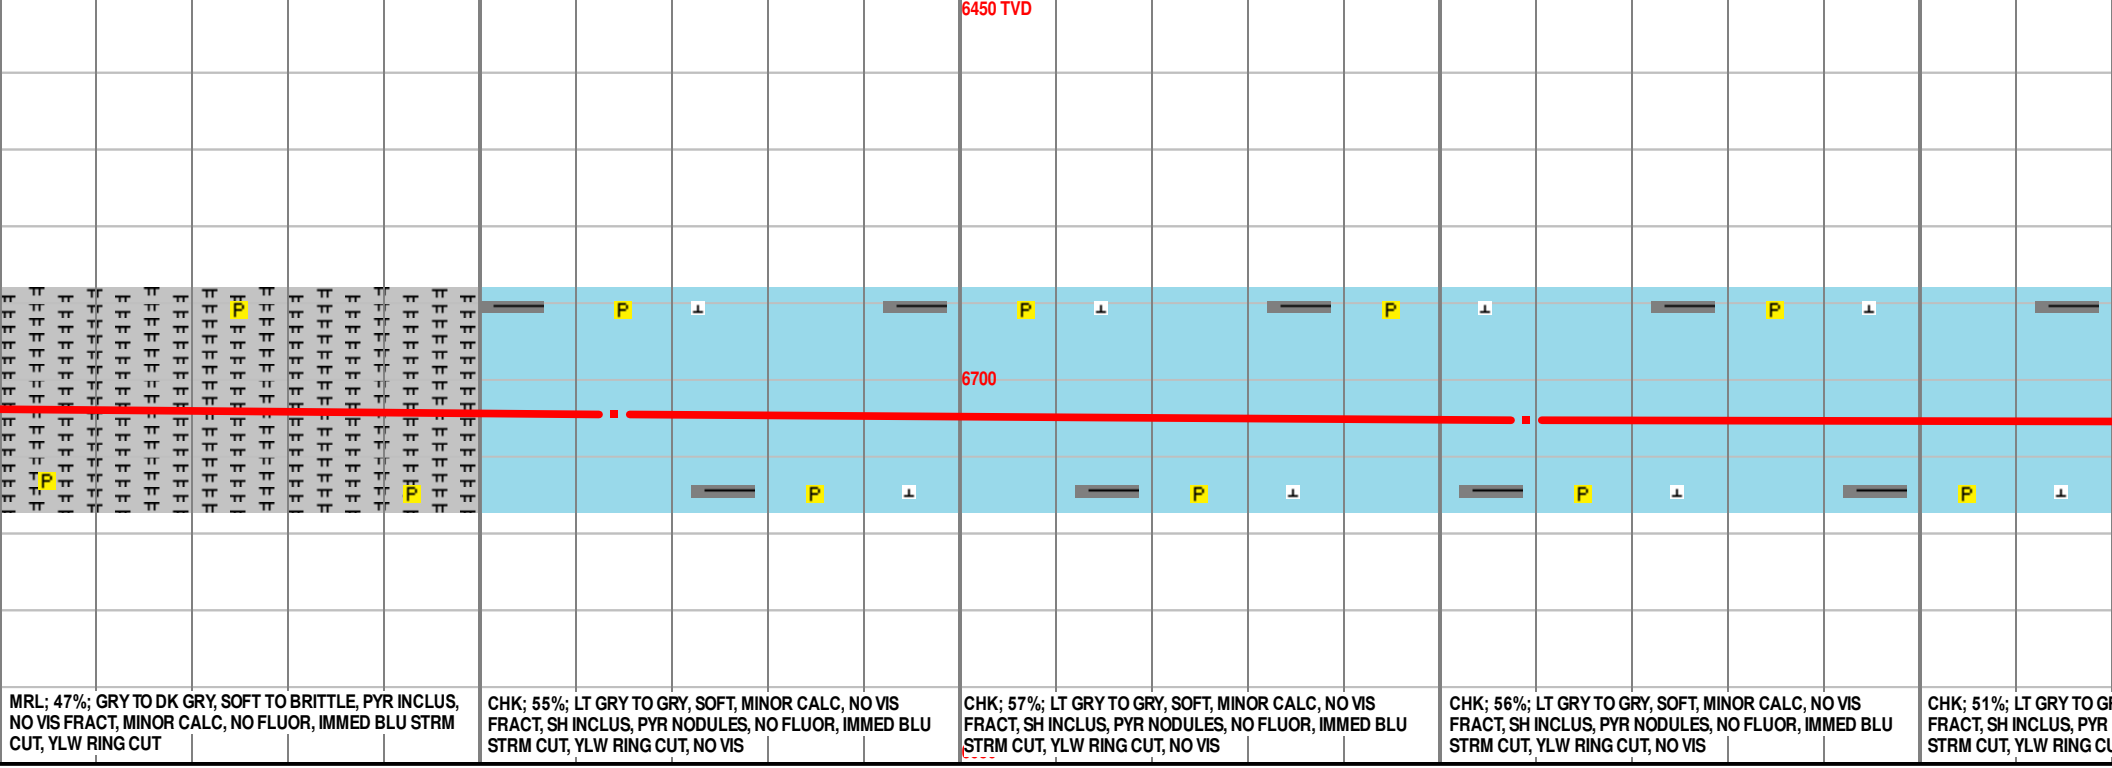 6450 TVD
P
P
P
P
P
6700
P
P
P
P
P
P
MRL; 47%; GRY TO DK GRY, SOFT TO BRITTLE, PYR INCLUS,
NO VIS FRACT, MINOR CALC, NO FLUOR, IMMED BLU STRM
CUT, YLW RING CUT
CHK; 55%; LT GRY TO GRY, SOFT, MINOR CALC, NO VIS
FRACT, SH INCLUS, PYR NODULES, NO FLUOR, IMMED BLU
STRM CUT, YLW RING CUT, NO VIS
CHK; 57%; LT GRY TO GRY, SOFT, MINOR CALC, NO VIS
FRACT, SH INCLUS, PYR NODULES, NO FLUOR, IMMED BLU
STRM CUT, YLW RING CUT, NO VIS
CHK; 56%; LT GRY TO GRY, SOFT, MINOR CALC, NO VIS
FRACT, SH INCLUS, PYR NODULES, NO FLUOR, IMMED BLU
STRM CUT, YLW RING CUT, NO VIS
CHK; 51%; LT GRY TO
FRACT, SH INCLUS, PYR
STRM CUT, YLW RING